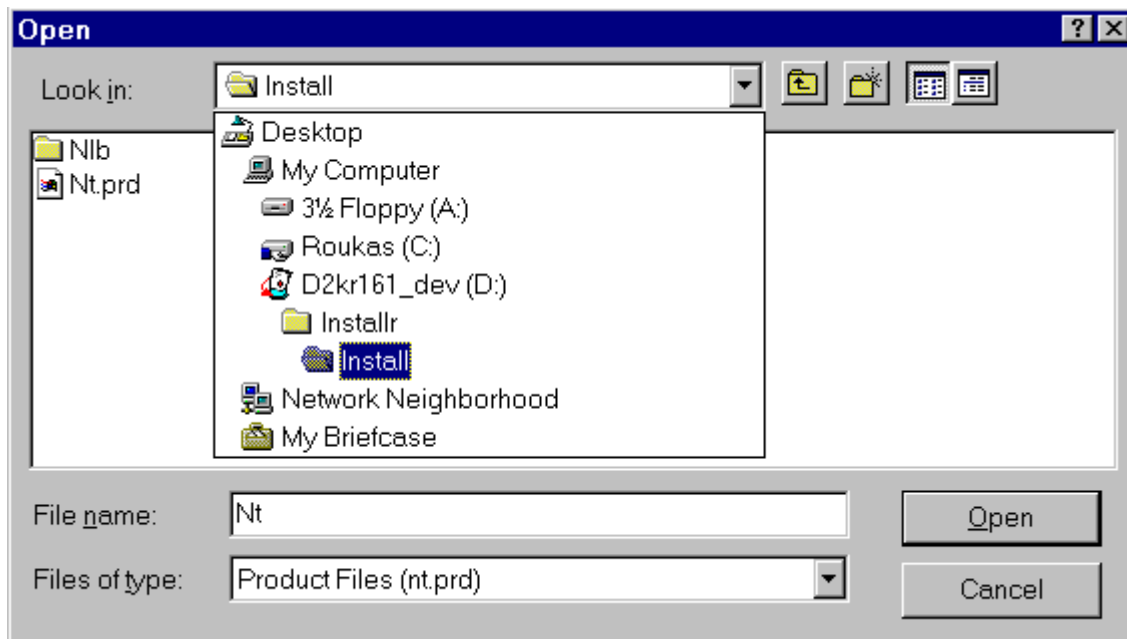 Open
Look in: Install
Desktop
Nlb
My Computer
Nt.prd
3½ Floppy (A:)
Roukas (C:)
D2kr161_dev (D:)
Installr
Install
Network Neighborhood
My Briefcase
File name: Nt
Open
Files of type: Product Files (nt.prd)
Cancel